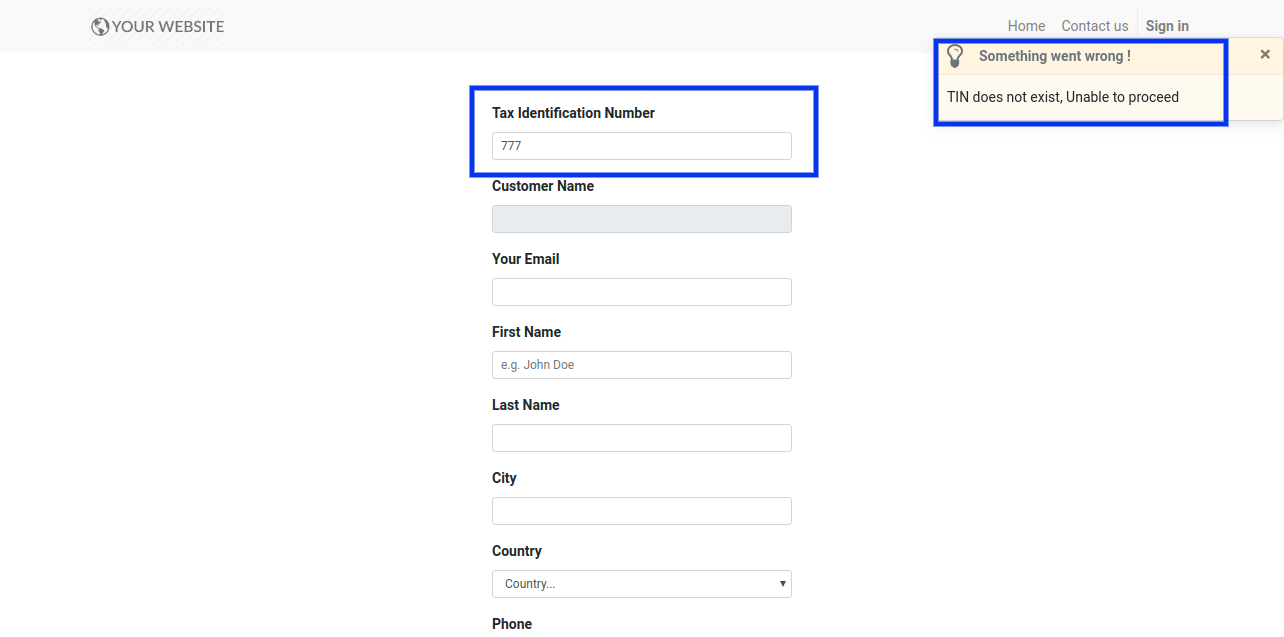 YOUR WEBSITE
Home Contact us Sign in
Something went wrong !
×
TIN does not exist, Unable to proceed
Tax Identification Number
777
Customer Name
Your Email
First Name
e.g. John Doe
Last Name
City
Country
Country...
Phone